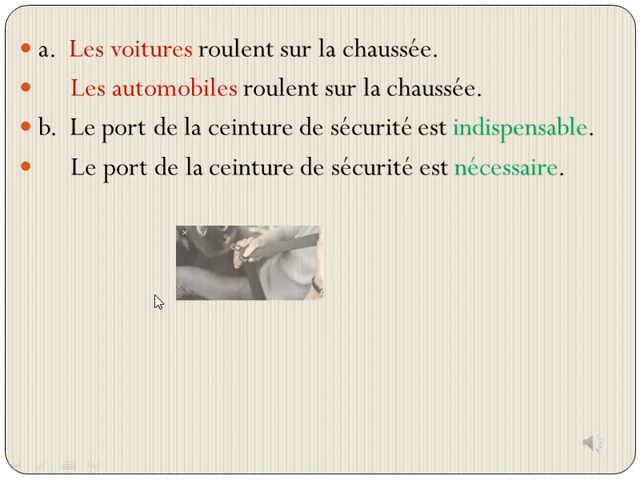 a. Les voitures roulent sur la chaussée.
Les automobiles roulent sur la chaussée.
b. Le port de la ceinture de sécurité est indispensable.
Le port de la ceinture de sécurité est nécessaire.